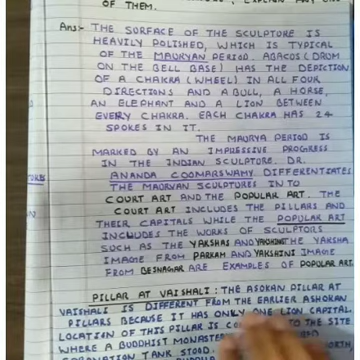 OF THEM.
Ans:- THE SURFACE OF THE SCULPTURE IS
HEAVILY POLISHED, WHICH IS TYPICAL
OF THE MAURYAN PERIOD. ABACOS (DRUM
ON THE BELL BASE) HAS THE DEPICTION
OF A CHAKRA (WHEEL) IN ALL FOUR
DIRECTIONS AND A BULL, A HORSE,
AN ELEPHANT AND A LION BETWEEN
EVERY CHAKRA. EACH CHAKRA HAS 24
SPOKES IN IT.
THE MAURYA PERIOD IS
MARKED BY AN IMPRESSIVE PROGRESS
IN THE INDIAN SCULPTURE. DR.
ANANDA COOMARSWAMY DIFFERENTIATES
THE MAURYAN SCULPTURES IN TO
COURT ART AND THE POPULAR ART. THE
COURT ART INCLUDES THE PILLARS AND
THEIR CAPITALS WHILE THE POPULAR ART
INCLUDES THE WORKS OF SCULPTORS
SUCH AS THE YAKSHAS AND THE YAKSHA
IMAGE FROM PARKAM AND YAKSHINI IMAGE
FROM BESNAGAR ARE EXAMPLES OF POPULAR ART.
PILLAR AT VAISHALI : THE ASOKAN PILLAR AT
VAISHALI IS DIFFERENT FROM THE EARLIER ASHOKAN
PILLARS BECAUSE IT HAS ONLY ONE LION CAPITAL.
LOCATION OF THIS PILLAR IS TO THE SITE
WHERE A BUDDHIST
TANK STOOD.